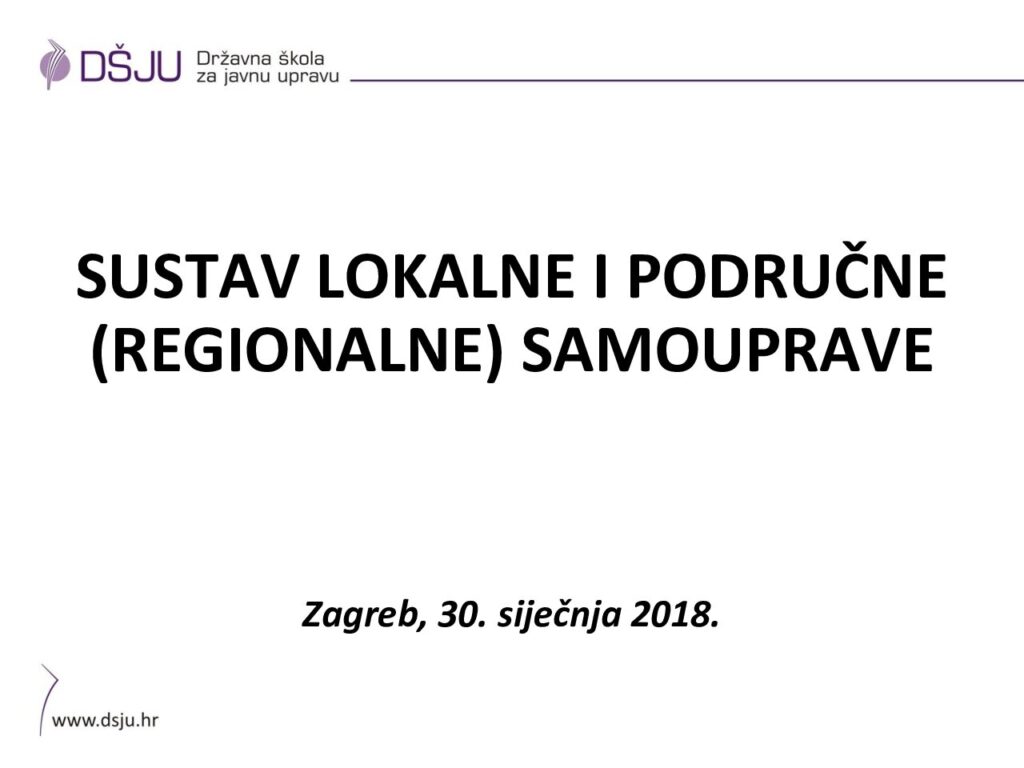 DŠJU
Državna škola
za javnu upravu
SUSTAV LOKALNE I PODRUČNE
(REGIONALNE) SAMOUPRAVE
Zagreb, 30. siječnja 2018.
www.dsju.hr